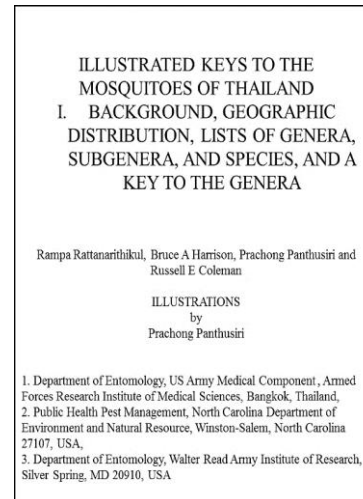 ILLUSTRATED KEYS TO THE
MOSQUITOES OF THAILAND
I. BACKGROUND, GEOGRAPHIC
DISTRIBUTION, LISTS OF GENERA,
SUBGENERA, AND SPECIES, AND A
KEY TO THE GENERA
Rampa Rattanarithikul, Bruce A Harrison, Prachong Panthusiri and
Russell E Coleman
ILLUSTRATIONS
by
Prachong Panthusiri
1. Department of Entomology, US Army Medical Component, Armed
Forces Research Institute of Medical Sciences, Bangkok, Thailand,
2. Public Health Pest Management, North Carolina Department of
Environment and Natural Resource, Winston-Salem, North Carolina
27107, USA,
3. Department of Entomology, Walter Read Army Institute of Research,
Silver Spring, MD 20910, USA